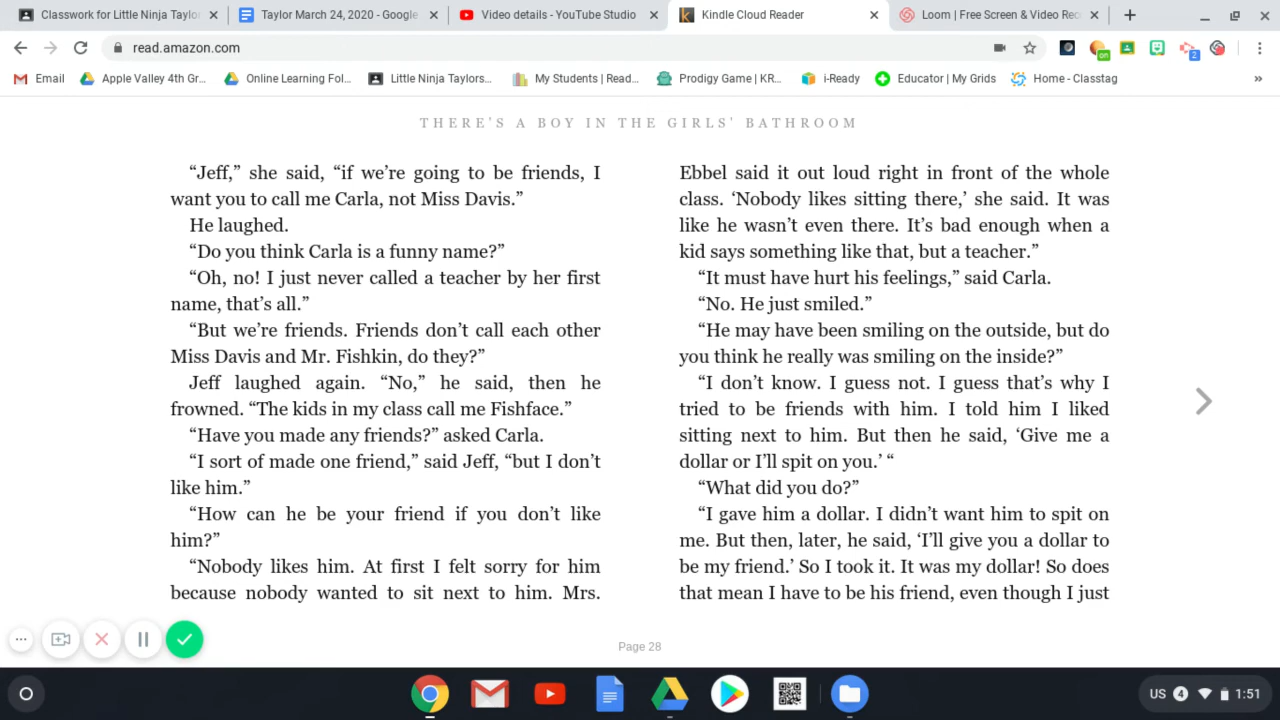 Classwork for Little Ninja Taylor
Taylor March 24, 2020 - Google
Video details - YouTube Studio
Kindle Cloud Reader
Loom | Free Screen & Video Rec
read.amazon.com
on
2
Email
Apple Valley 4th Gr...
Online Learning Fol...
Little Ninja Taylors...
My Students | Read...
Prodigy Game | KR...
i-Ready
Educator | My Grids
Home - Classtag
»
THERE'S A BOY IN THE GIRLS' BATHROOM
“Jeff,” she said, “if we’re going to be friends, I
want you to call me Carla, not Miss Davis.”
He laughed.
“Do you think Carla is a funny name?”
“Oh, no! I just never called a teacher by her first
name, that’s all.”
“But we’re friends. Friends don’t call each other
Miss Davis and Mr. Fishkin, do they?”
Jeff laughed again. “No,” he said, then he
frowned. “The kids in my class call me Fishface.”
“Have you made any friends?” asked Carla.
“I sort of made one friend,” said Jeff, “but I don’t
like him.”
“How can he be your friend if you don’t like
him?”
“Nobody likes him. At first I felt sorry for him
because nobody wanted to sit next to him. Mrs.
Ebbel said it out loud right in front of the whole
class. ‘Nobody likes sitting there,’ she said. It was
like he wasn’t even there. It’s bad enough when a
kid says something like that, but a teacher.”
“It must have hurt his feelings,” said Carla.
“No. He just smiled.”
“He may have been smiling on the outside, but do
you think he really was smiling on the inside?”
“I don’t know. I guess not. I guess that’s why I
tried to be friends with him. I told him I liked
sitting next to him. But then he said, ‘Give me a
dollar or I’ll spit on you.’ “
“What did you do?”
“I gave him a dollar. I didn’t want him to spit on
me. But then, later, he said, ‘I’ll give you a dollar to
be my friend.’ So I took it. It was my dollar! So does
that mean I have to be his friend, even though I just
Page 28
US 4 1:51